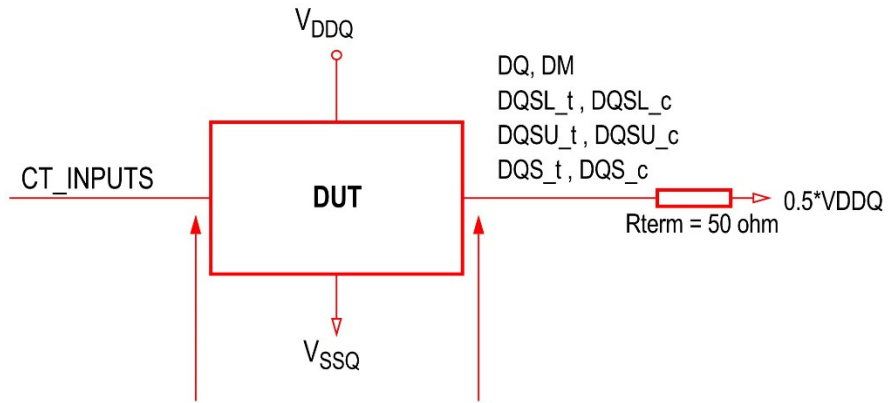 VDDQ
DQ, DM
DQSL_t , DQSL_c
DQSU_t , DQSU_c
DQS_t , DQS_c
CT_INPUTS
DUT
0.5*VDDQ
Rterm = 50 ohm
VSSQ